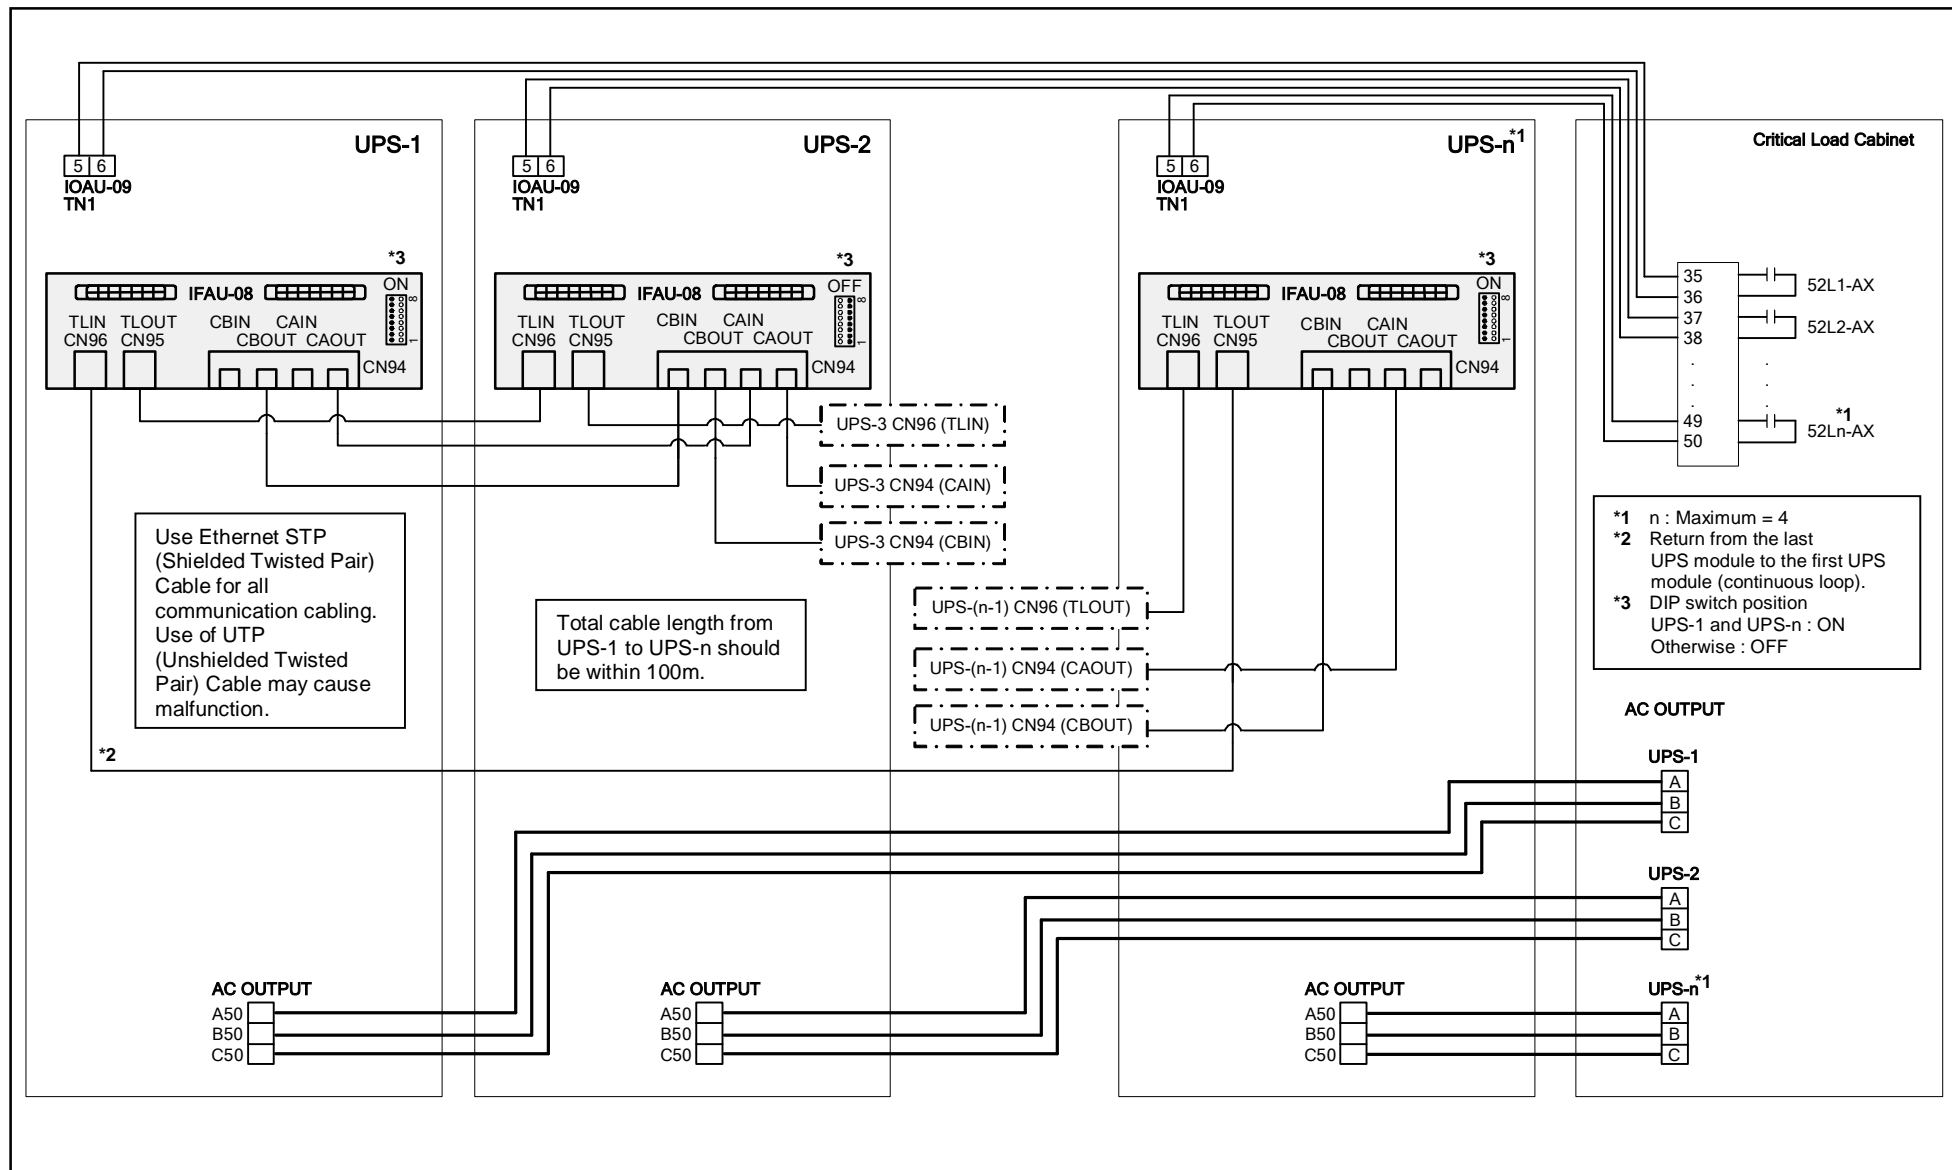 UPS-1
5 6
IOAU-09
TN1
*3
ON
IFAU-08
8
1
TLIN TLOUT CBIN CAIN
CN96 CN95 CBOUT CAOUT
CN94
UPS-2
5 6
IOAU-09
TN1
*3
OFF
IFAU-08
8
1
TLIN TLOUT CBIN CAIN
CN96 CN95 CBOUT CAOUT
CN94
UPS-3 CN96 (TLIN)
UPS-3 CN94 (CAIN)
UPS-3 CN94 (CBIN)
UPS-n*1
5 6
IOAU-09
TN1
*3
ON
IFAU-08
8
1
TLIN TLOUT CBIN CAIN
CN96 CN95 CBOUT CAOUT
CN94
UPS-(n-1) CN96 (TLOUT)
UPS-(n-1) CN94 (CAOUT)
UPS-(n-1) CN94 (CBOUT)
Critical Load Cabinet
35
36
37
38
.
.
.
49
50
52L1-AX
52L2-AX
.
.
.
*1
52Ln-AX
Use Ethernet STP
(Shielded Twisted Pair)
Cable for all
communication cabling.
Use of UTP
(Unshielded Twisted
Pair) Cable may cause
malfunction.
Total cable length from
UPS-1 to UPS-n should
be within 100m.
*1 n : Maximum = 4
*2 Return from the last
UPS module to the first UPS
module (continuous loop).
*3 DIP switch position
UPS-1 and UPS-n : ON
Otherwise : OFF
*2
AC OUTPUT
UPS-1
A
B
C
UPS-2
A
B
C
UPS-n*1
A
B
C
AC OUTPUT
A50
B50
C50
AC OUTPUT
A50
B50
C50
AC OUTPUT
A50
B50
C50